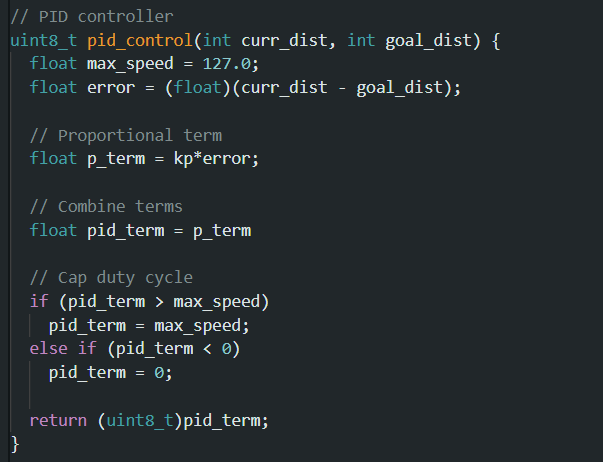 // PID controller
uint8_t pid_control(int curr_dist, int goal_dist) {
  float max_speed = 127.0;
  float error = (float)(curr_dist - goal_dist);

  // Proportional term
  float p_term = kp*error;

  // Combine terms
  float pid_term = p_term

  // Cap duty cycle
  if (pid_term > max_speed)
    pid_term = max_speed;
  else if (pid_term < 0)
    pid_term = 0;

  return (uint8_t)pid_term;
}